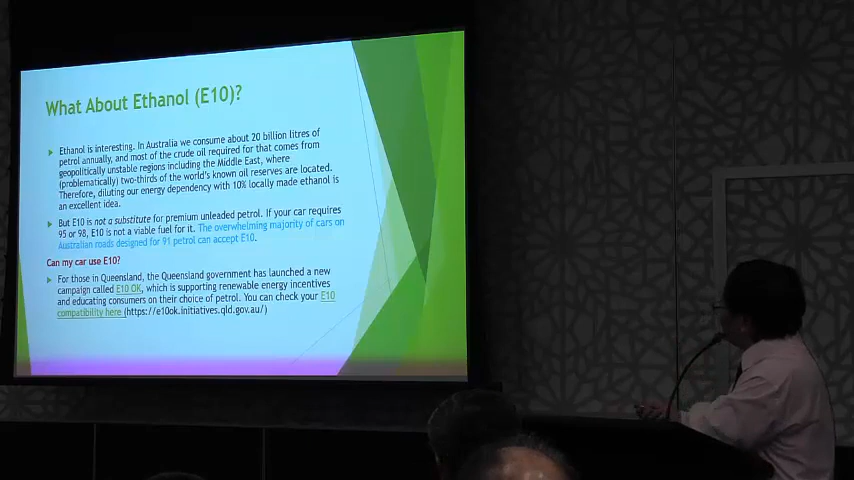 What About Ethanol (E10)?
Ethanol is interesting. In Australia we consume about 20 billion litres of
petrol annually, and most of the crude oil required for that comes from
geopolitically unstable regions including the Middle East, where
(problematically) two-thirds of the world's known oil reserves are located.
Therefore, diluting our energy dependency with 10% locally made ethanol is
an excellent idea.
But E10 is not a substitute for premium unleaded petrol. If your car requires
95 or 98, E10 is not a viable fuel for it. The overwhelming majority of cars on
Australian roads designed for 91 petrol can accept E10.
Can my car use E10?
For those in Queensland, the Queensland government has launched a new
campaign called E10 OK, which is supporting renewable energy incentives
and educating consumers on their choice of petrol. You can check your E10
compatibility here (https://e10ok.initiatives.qld.gov.au/)